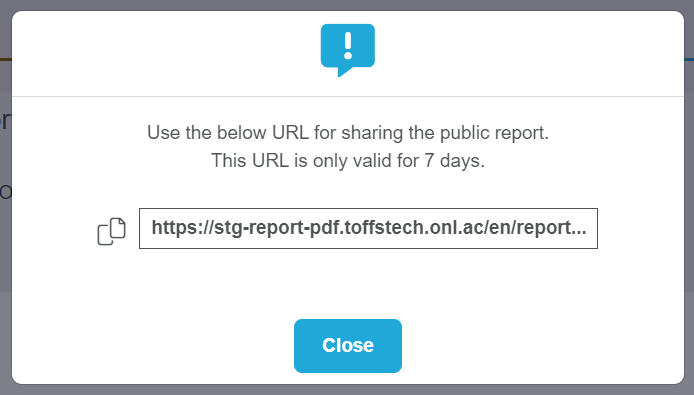 Use the below URL for sharing the public report.
This URL is only valid for 7 days.
https://stg-report-pdf.toffstech.onl.ac/en/report...
Close